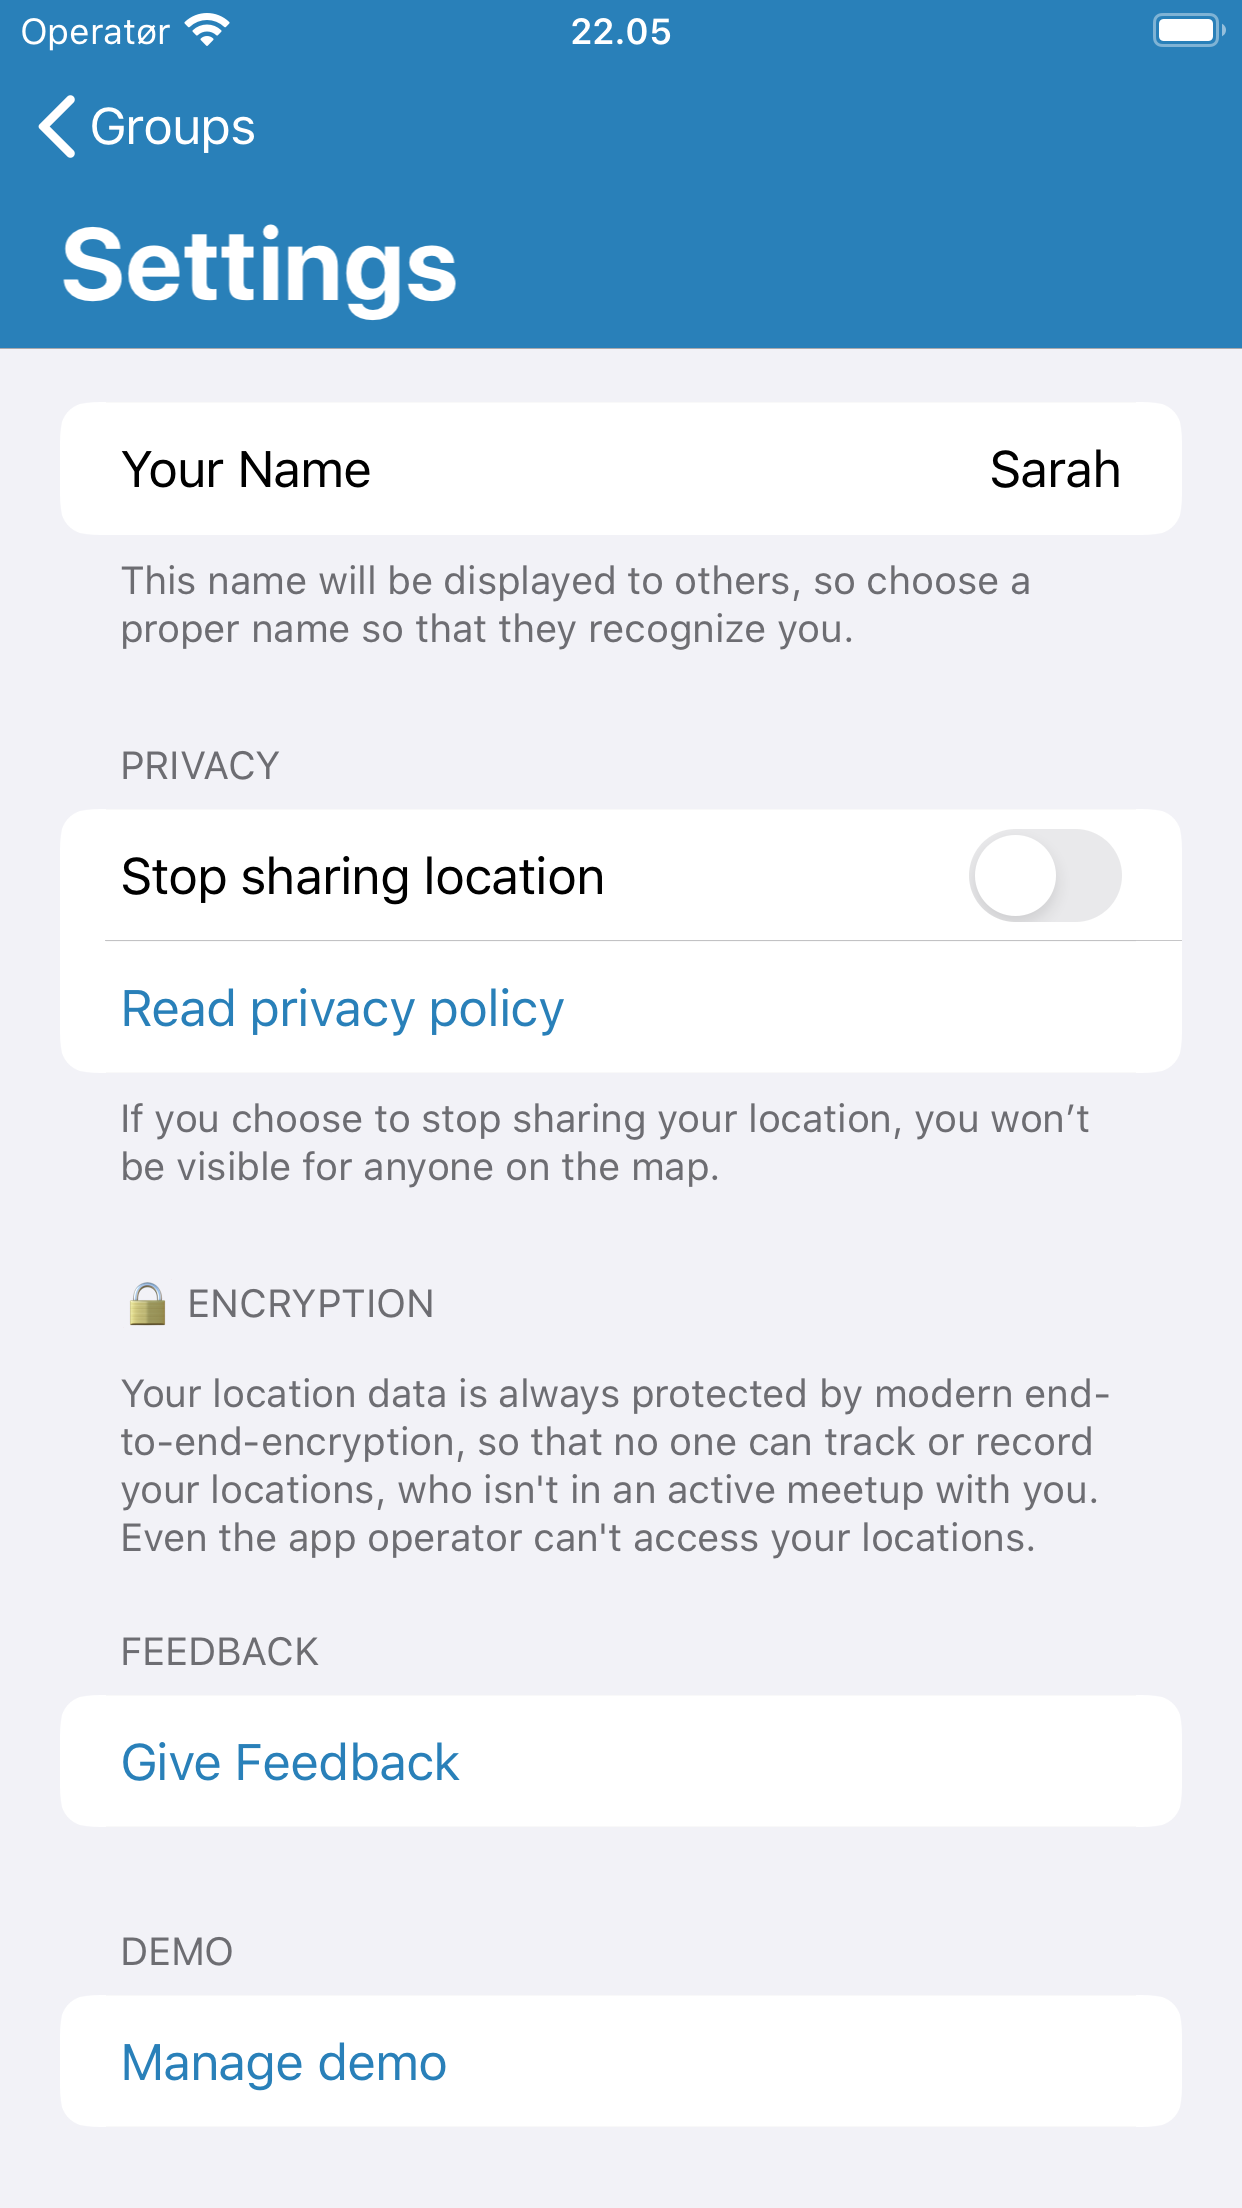 Operatør
22.05
Groups
Settings
Your Name
Sarah
This name will be displayed to others, so choose a
proper name so that they recognize you.
PRIVACY
Stop sharing location
Read privacy policy
If you choose to stop sharing your location, you won’t
be visible for anyone on the map.
ENCRYPTION
Your location data is always protected by modern end-
to-end-encryption, so that no one can track or record
your locations, who isn't in an active meetup with you.
Even the app operator can't access your locations.
FEEDBACK
Give Feedback
DEMO
Manage demo